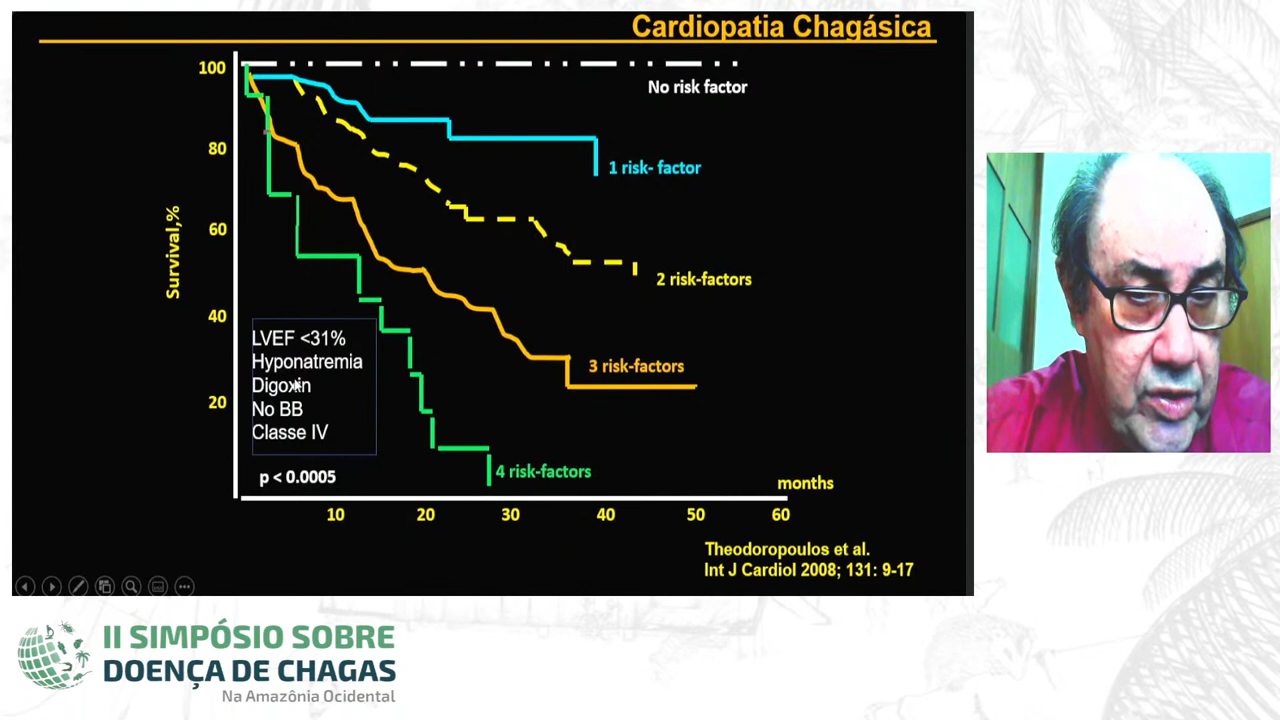 Cardiopatia Chagásica
100
80
60
40
20
Survival,%
No risk factor
1 risk- factor
2 risk-factors
3 risk-factors
4 risk-factors
LVEF <31%
Hyponatremia
Digoxin
No BB
Classe IV
p < 0.0005
months
10 20 30 40 50 60
Theodoropoulos et al.
Int J Cardiol 2008; 131: 9-17
II SIMPÓSIO SOBRE
DOENÇA DE CHAGAS
Na Amazônia Ocidental